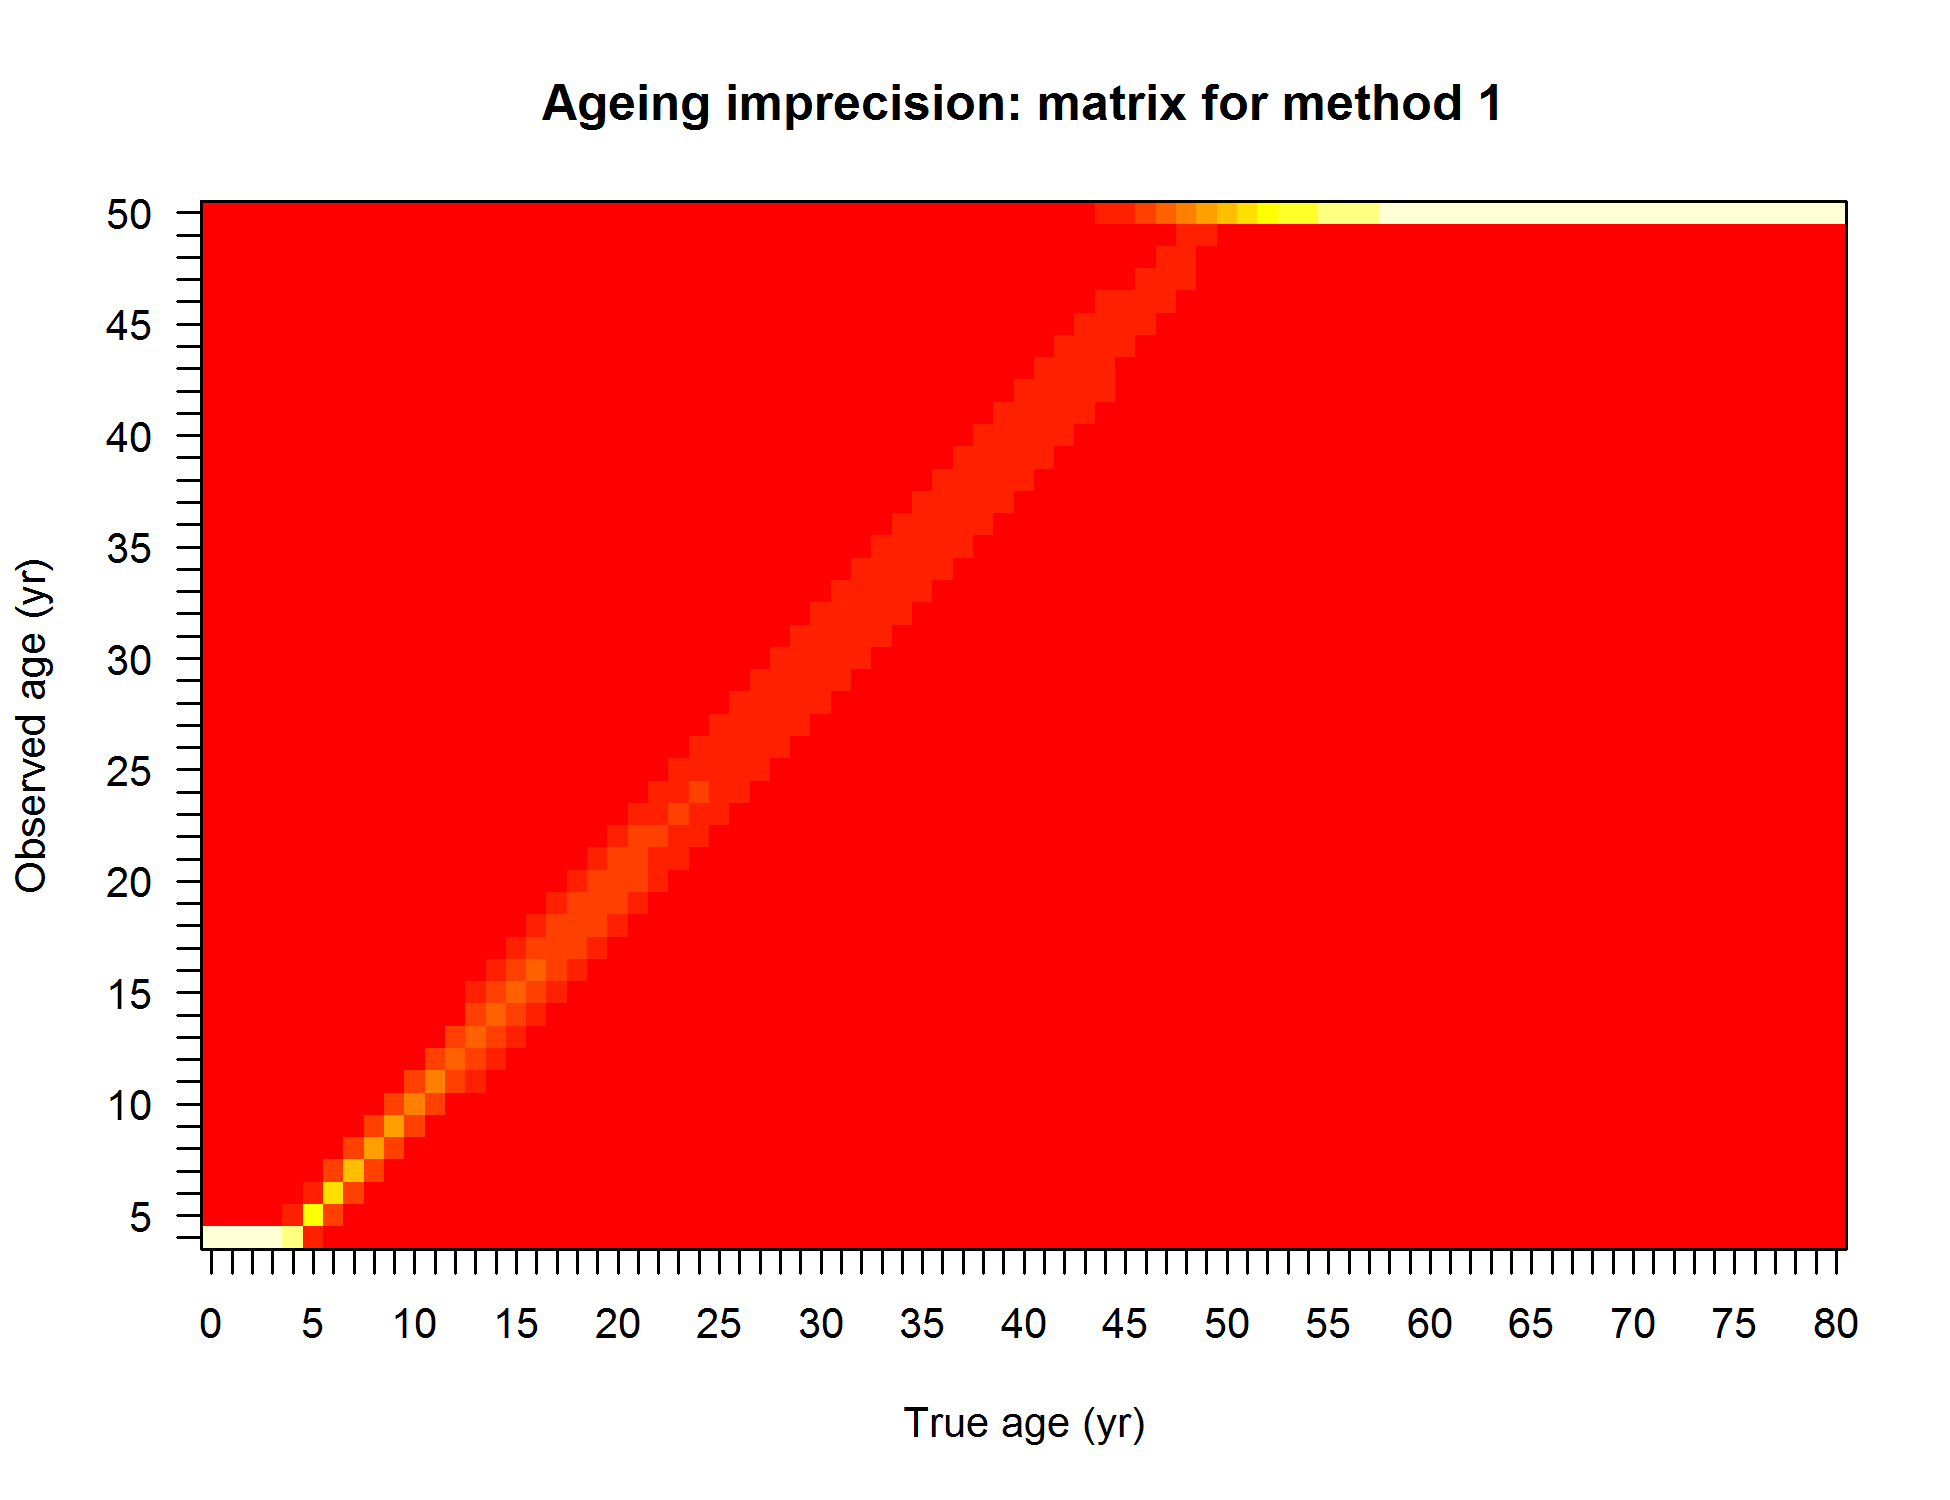 Ageing imprecision: matrix for method 1
50
45
40
35
30
25
20
15
10
5
Observed age (yr)
0 5 10 15 20 25 30 35 40 45 50 55 60 65 70 75 80
True age (yr)